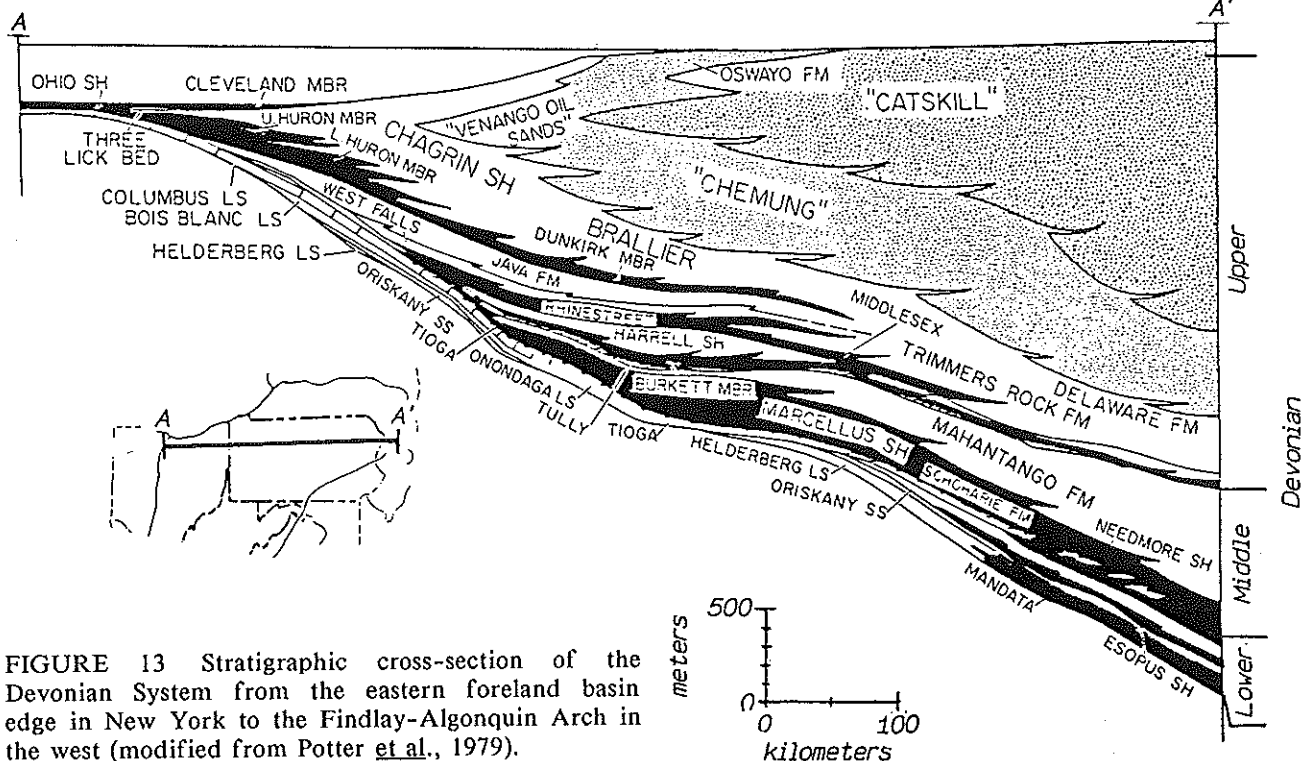 A
A'
OHIO SH
CLEVELAND MBR
OSWAYO FM
"CATSKILL"
U. HURON MBR
"VENANGO OIL
SANDS"
THREE
LICK BED
L. HURON MBR
CHAGRIN SH
"CHEMUNG"
COLUMBUS LS
BOIS BLANC LS
WEST FALLS
BRALLIER
HELDERBERG LS
DUNKIRK MBR
Upper
JAVA FM
MIDDLESEX
ORISKANY SS
RHINESTREET
TIOGA
HARRELL SH
TRIMMERS ROCK FM
DELAWARE FM
ONONDAGA LS
TULLY
BURKETT MBR
TIOGA
MARCELLUS SH
MAHANTANGO FM
Devonian
HELDERBERG LS
ORISKANY SS
SCHOHARIE FM
NEEDMORE SH
Middle
MANDATA
ESOPUS SH
Lower
A
A'
500
meters
0
0
100
kilometers
FIGURE 13 Stratigraphic cross-section of the
Devonian System from the eastern foreland basin
edge in New York to the Findlay-Algonquin Arch in
the west (modified from Potter et al., 1979).